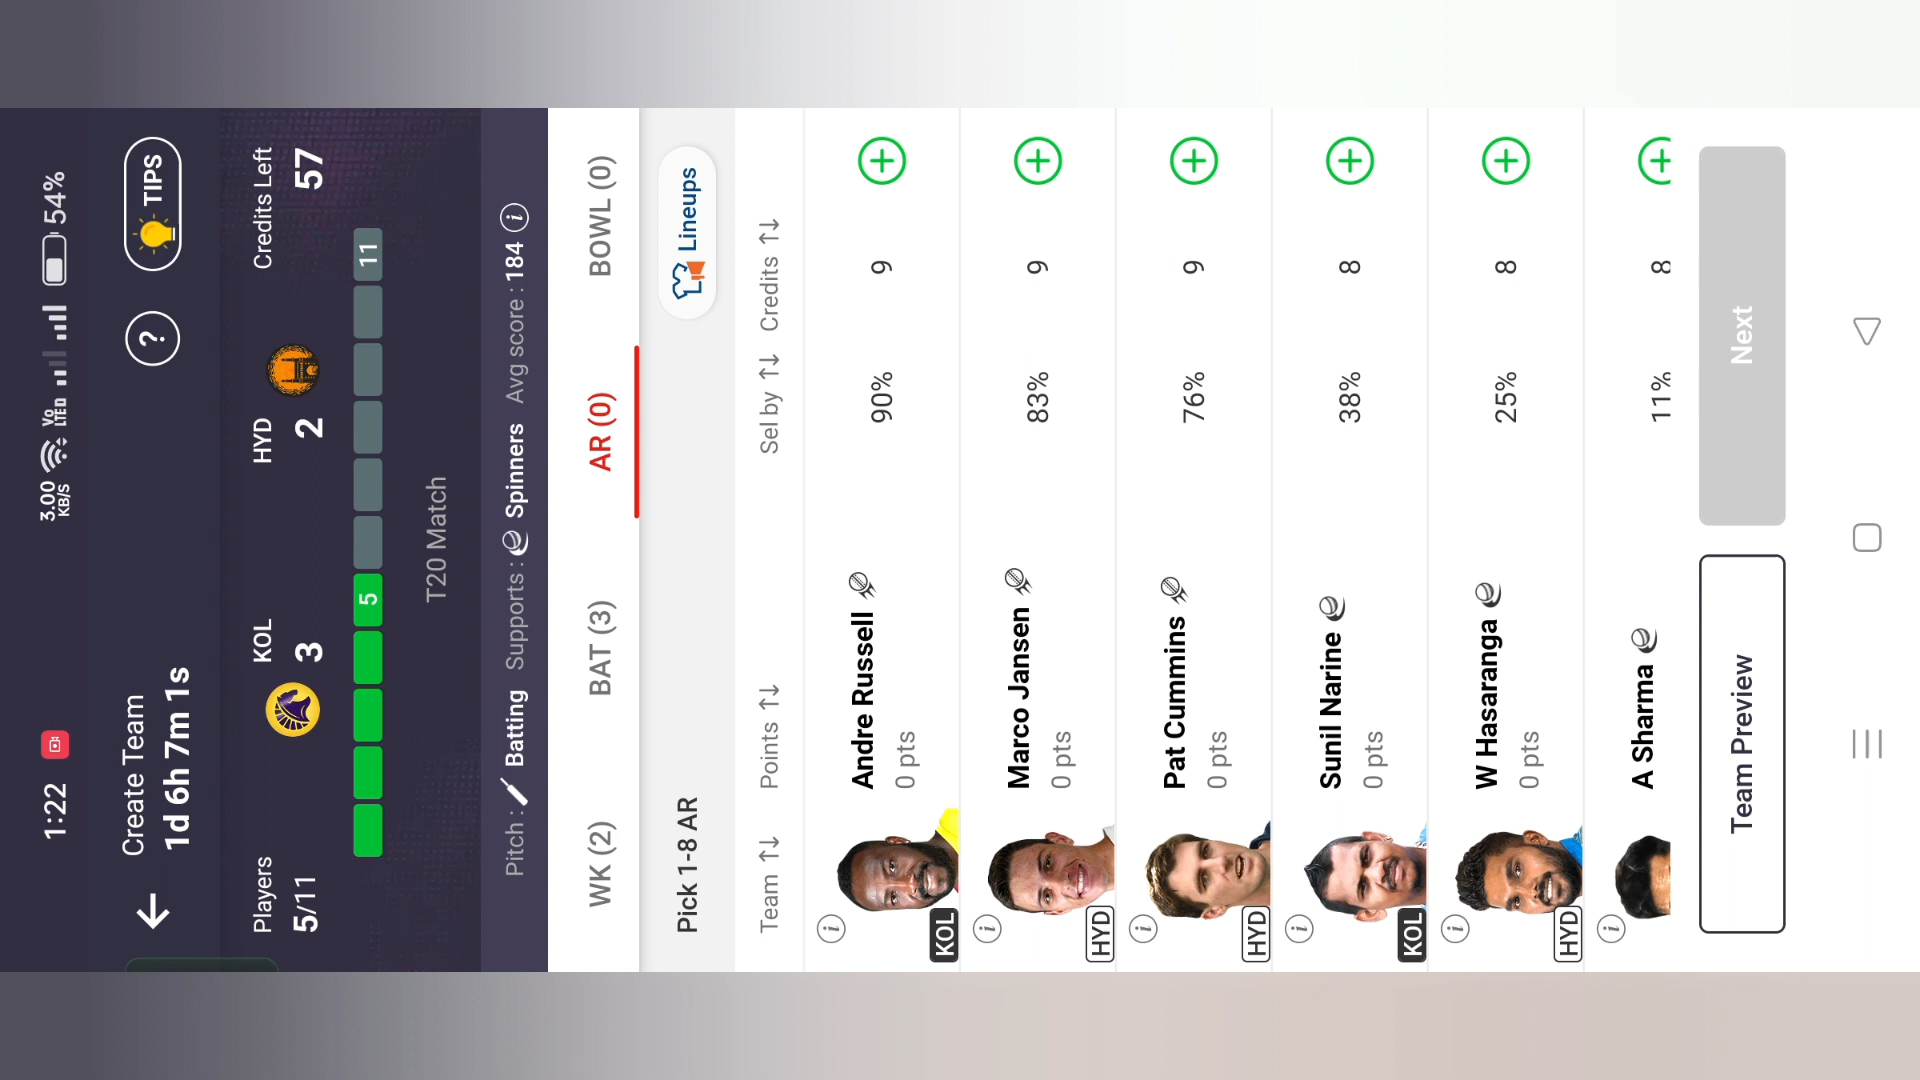 1:22 3.00 KB/S Vo LTED 54%
Create Team
1d 6h 7m 1s
? TIPS
Players KOL HYD Credits Left
5/11 3 2 57
5 11
T20 Match
Pitch : Batting Supports : Spinners Avg score : 184 i
WK (2) BAT (3) AR (0) BOWL (0)
Pick 1-8 AR Lineups
Team ↑↓ Points ↑↓ Sel by ↑↓ Credits ↑↓
i KOL Andre Russell 90% 9 +
0 pts
i HYD Marco Jansen 83% 9 +
0 pts
i HYD Pat Cummins 76% 9 +
0 pts
i KOL Sunil Narine 38% 8 +
0 pts
i HYD W Hasaranga 25% 8 +
0 pts
i A Sharma 11% 8 +
Team Preview Next